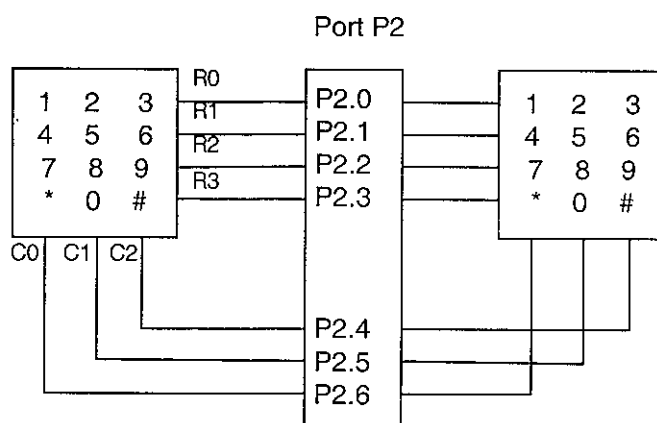 Port P2
1 2 3
4 5 6
7 8 9
* 0 #
R0
R1
R2
R3
C0 C1 C2
P2.0
P2.1
P2.2
P2.3
P2.4
P2.5
P2.6
1 2 3
4 5 6
7 8 9
* 0 #